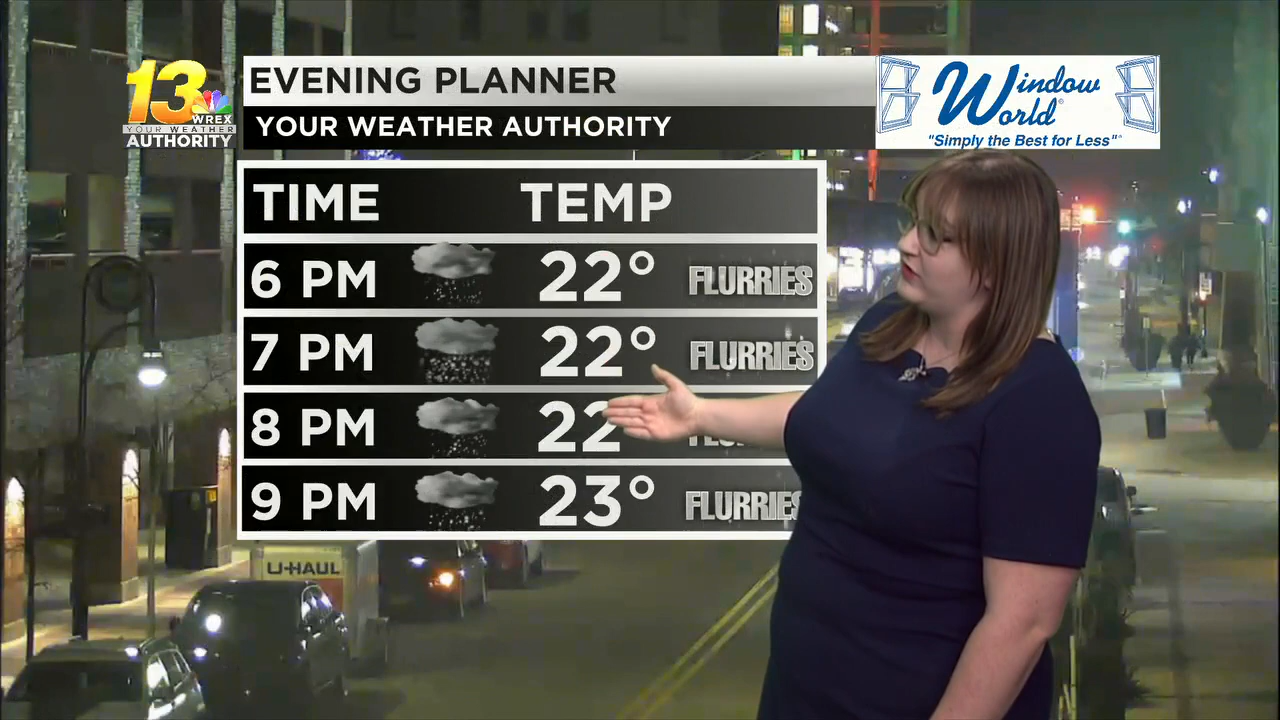 13
WREX
YOUR WEATHER
AUTHORITY
EVENING PLANNER
YOUR WEATHER AUTHORITY
Window
World®
"Simply the Best for Less"®
TIME TEMP
6 PM 22° FLURRIES
7 PM 22° FLURRIES
8 PM 22
9 PM 23° FLURRIES
U-HAUL